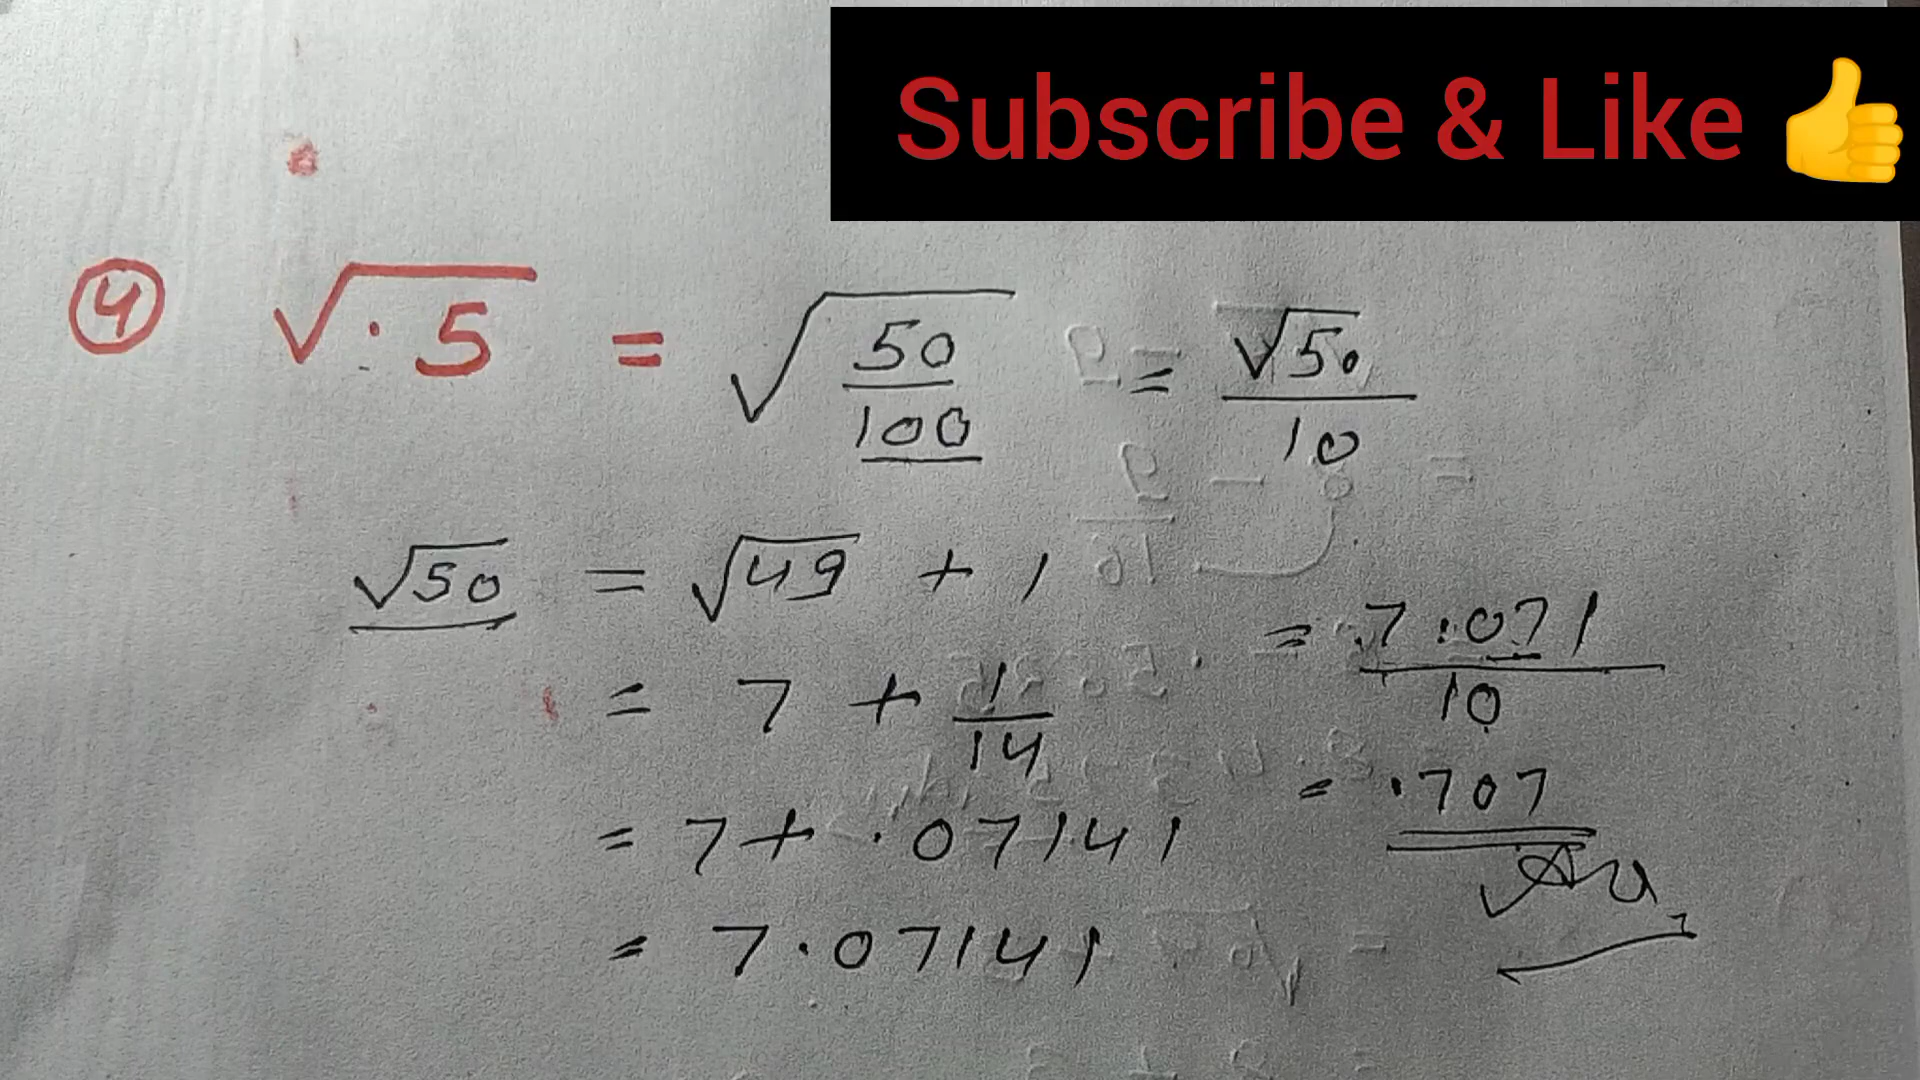 Subscribe & Like 👍
④ √.5 = √50/100 = √50/10
√50 = √49 + 1
= 7 + 1/14
= 7 + .07141
= 7.07141
= 7.071/10
= .707